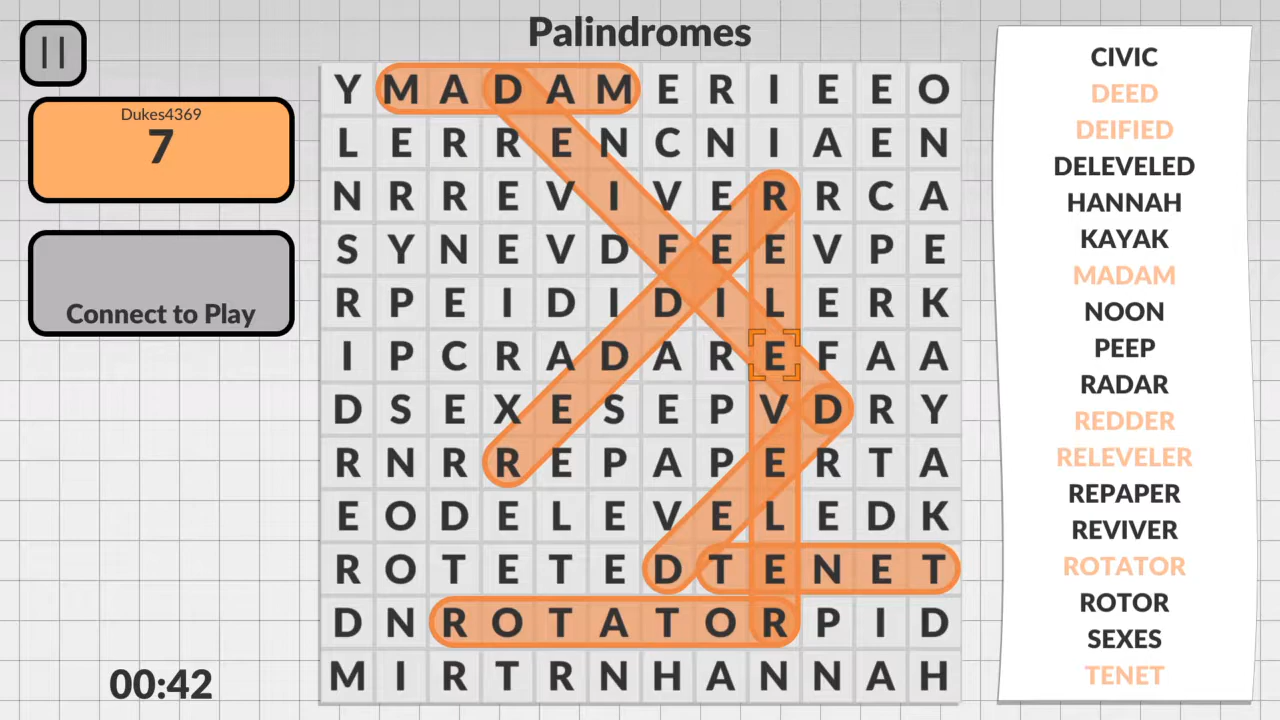 Palindromes
Dukes4369
7
Connect to Play
00:42
Y M A D A M E R I E E O
L E R R E N C N I A E N
N R R E V I V E R R C A
S Y N E V D F E E V P E
R P E I D I D I L E R K
I P C R A D A R E F A A
D S E X E S E P V D R Y
R N R R E P A P E R T A
E O D E L E V E L E D K
R O T E T E D T E N E T
D N R O T A T O R P I D
M I R T R N H A N N A H
CIVIC
DEED
DEIFIED
DELEVELED
HANNAH
KAYAK
MADAM
NOON
PEEP
RADAR
REDDER
RELEVELER
REPAPER
REVIVER
ROTATOR
ROTOR
SEXES
TENET